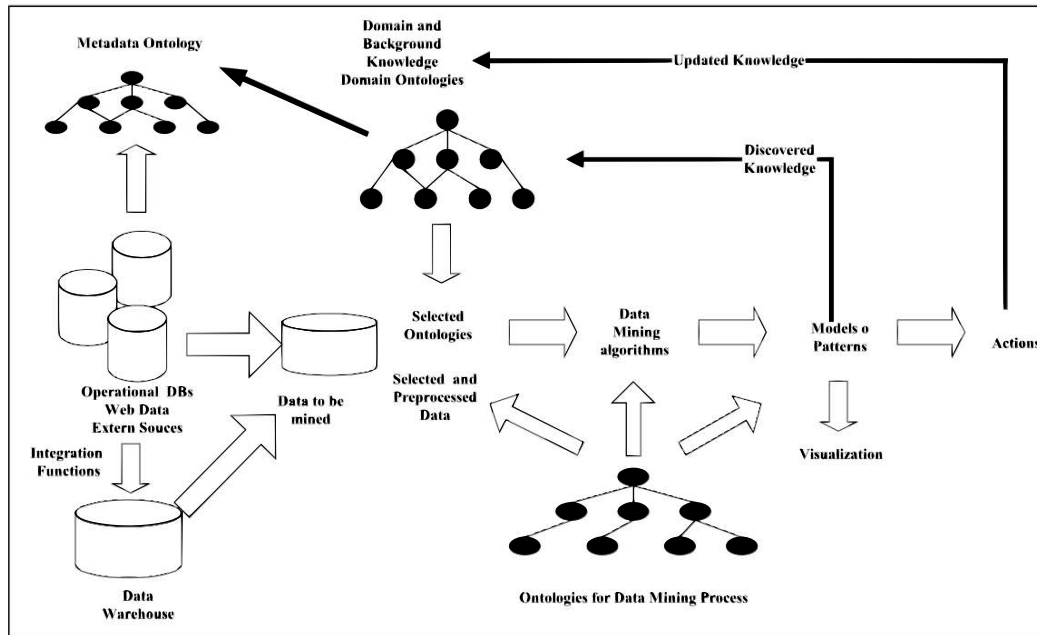 Metadata Ontology
Domain and
Background
Knowledge
Domain Ontologies
Updated Knowledge
Discovered
Knowledge
Operational DBs
Web Data
Extern Souces
Integration
Functions
Data to be
mined
Selected
Ontologies
Selected and
Preprocessed
Data
Data
Mining
algorithms
Models o
Patterns
Actions
Visualization
Data
Warehouse
Ontologies for Data Mining Process